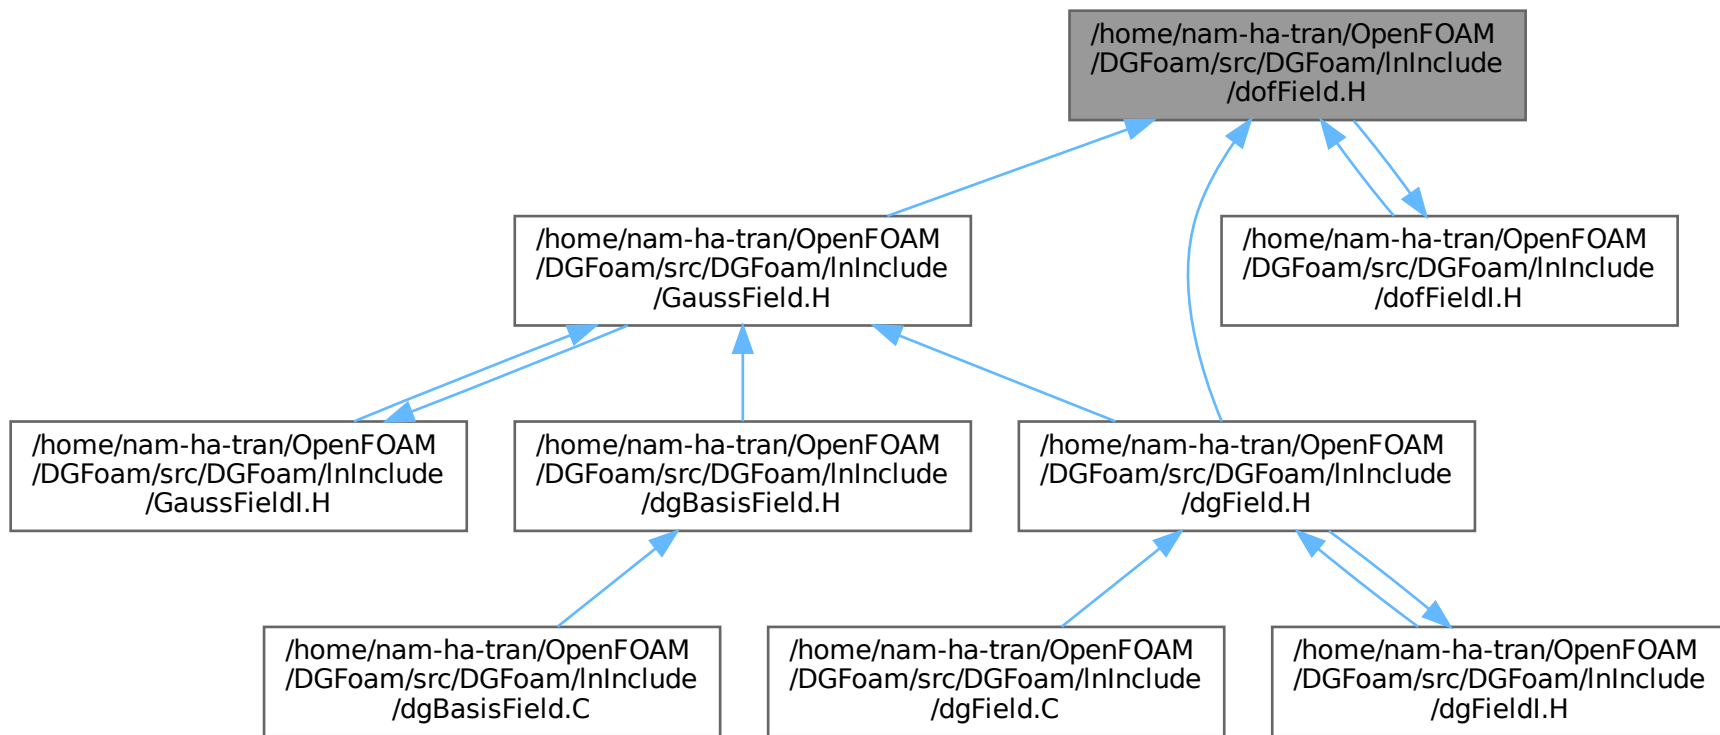 /home/nam-ha-tran/OpenFOAM
/DGFoam/src/DGFoam/lnInclude
/dofField.H
/home/nam-ha-tran/OpenFOAM
/DGFoam/src/DGFoam/lnInclude
/GaussField.H
/home/nam-ha-tran/OpenFOAM
/DGFoam/src/DGFoam/lnInclude
/dofFieldI.H
/home/nam-ha-tran/OpenFOAM
/DGFoam/src/DGFoam/lnInclude
/GaussFieldI.H
/home/nam-ha-tran/OpenFOAM
/DGFoam/src/DGFoam/lnInclude
/dgBasisField.H
/home/nam-ha-tran/OpenFOAM
/DGFoam/src/DGFoam/lnInclude
/dgField.H
/home/nam-ha-tran/OpenFOAM
/DGFoam/src/DGFoam/lnInclude
/dgBasisField.C
/home/nam-ha-tran/OpenFOAM
/DGFoam/src/DGFoam/lnInclude
/dgField.C
/home/nam-ha-tran/OpenFOAM
/DGFoam/src/DGFoam/lnInclude
/dgFieldI.H